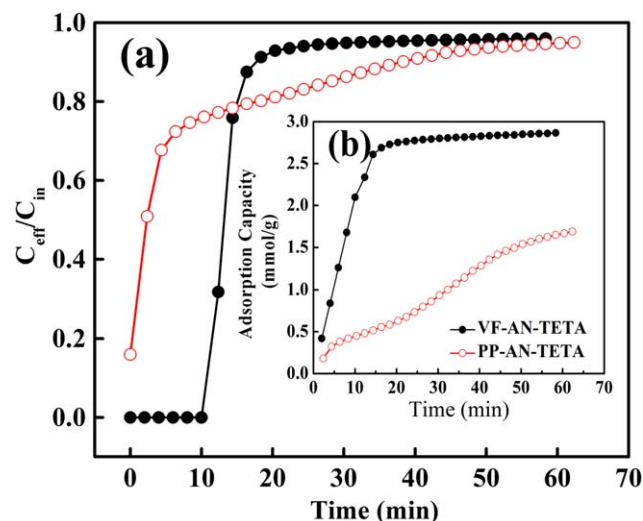 (a)
1.0
0.8
0.6
0.4
0.2
0.0
C_eff/C_in
0 10 20 30 40 50 60 70
Time (min)
(b)
3.0
2.5
2.0
1.5
1.0
0.5
0.0
Adsorption Capacity
(mmol/g)
VF-AN-TETA
PP-AN-TETA
0 10 20 30 40 50 60 70
Time (min)